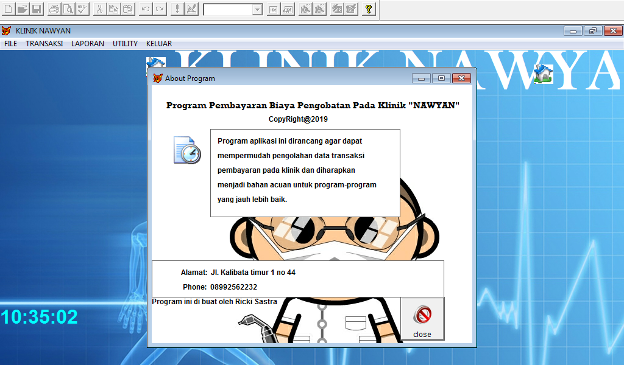 KLINIK NAWYAN
FILE TRANSAKSI LAPORAN UTILITY KELUAR
KLINIK NAWYAN
About Program
Program Pembayaran Biaya Pengobatan Pada Klinik "NAWYAN"
CopyRight@2019
Program aplikasi ini dirancang agar dapat
mempermudah pengolahan data transaksi
pembayaran pada klinik dan diharapkan
menjadi bahan acuan untuk program-program
yang jauh lebih baik.
Alamat: Jl. Kalibata timur 1 no 44
Phone: 08992562232
Program ini di buat oleh Ricki Sastra
close
10:35:02